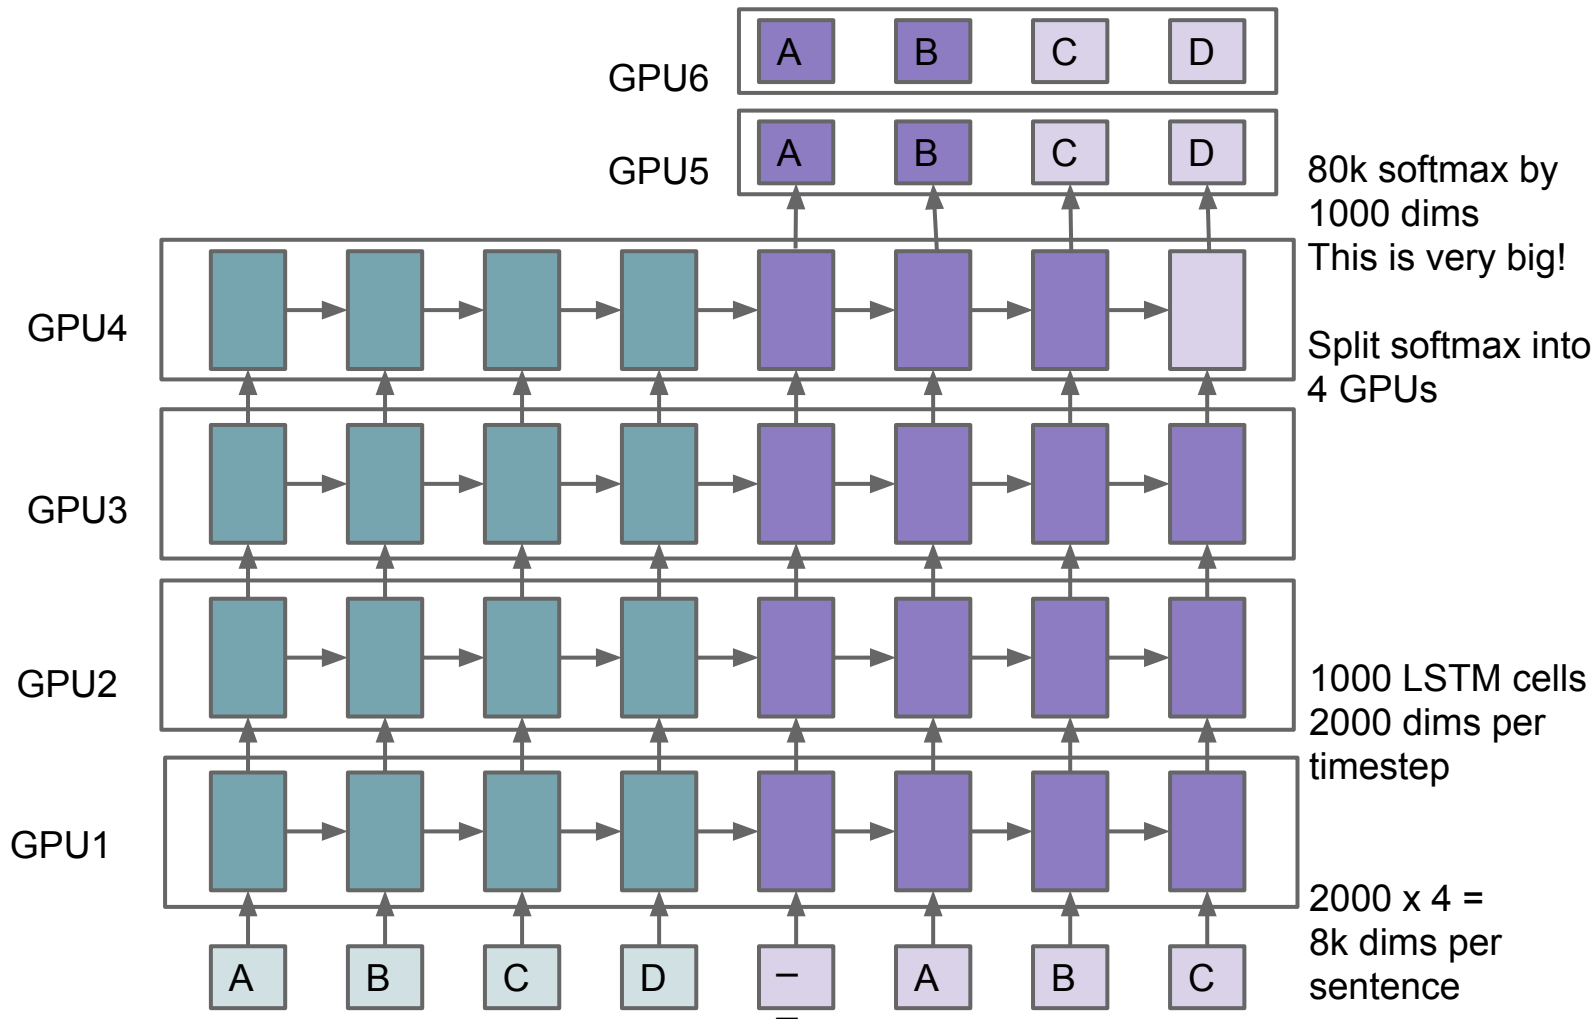 GPU6 A B C D
GPU5 A B C D
80k softmax by
1000 dims
This is very big!
GPU4
Split softmax into
4 GPUs
GPU3
GPU2
1000 LSTM cells
2000 dims per
timestep
GPU1
2000 x 4 =
8k dims per
sentence
A B C D _ A B C